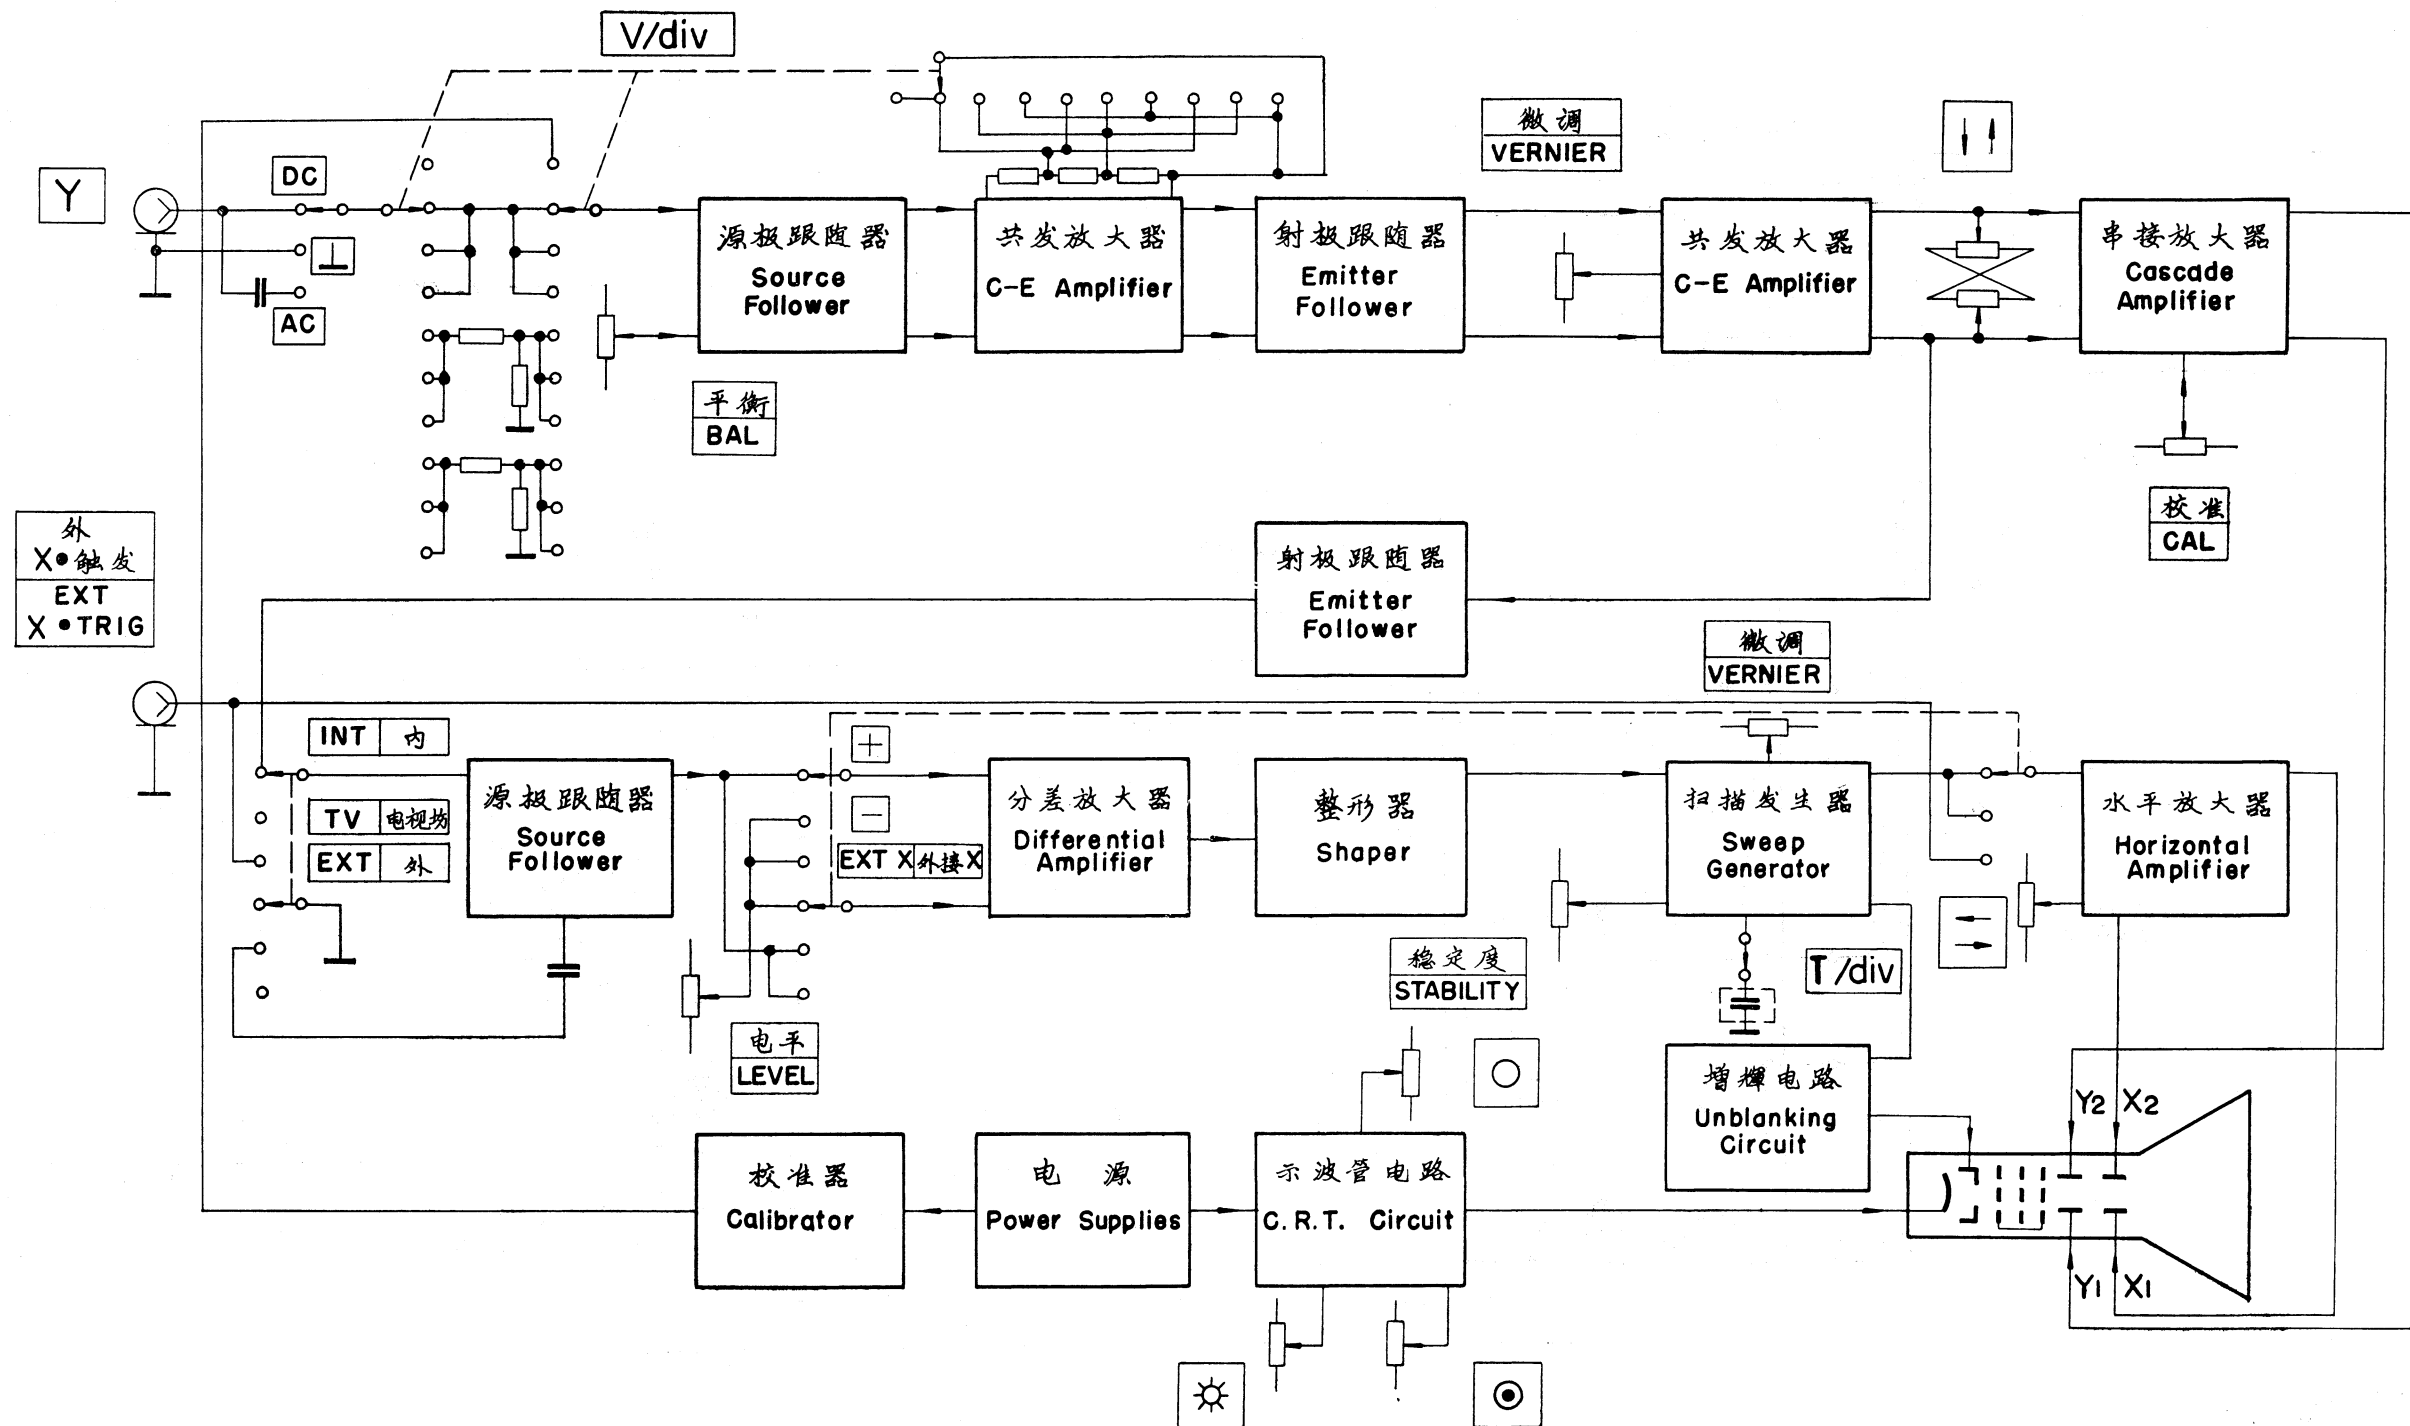 V/div
Y
DC
AC
源极跟随器
Source
Follower
共发放大器
C-E Amplifier
射极跟随器
Emitter
Follower
微调
VERNIER
共发放大器
C-E Amplifier
串接放大器
Cascade
Amplifier
平衡
BAL
校准
CAL
外
X•触发
EXT
X •TRIG
射极跟随器
Emitter
Follower
微调
VERNIER
INT 内
TV 电视场
EXT 外
源极跟随器
Source
Follower
+
−
EXT X 外接X
分差放大器
Differential
Amplifier
整形器
Shaper
扫描发生器
Sweep
Generator
水平放大器
Horizontal
Amplifier
电平
LEVEL
稳定度
STABILITY
T/div
增輝电路
Unblanking
Circuit
校准器
Calibrator
电源
Power Supplies
示波管电路
C.R.T. Circuit
Y2 X2
Y1 X1